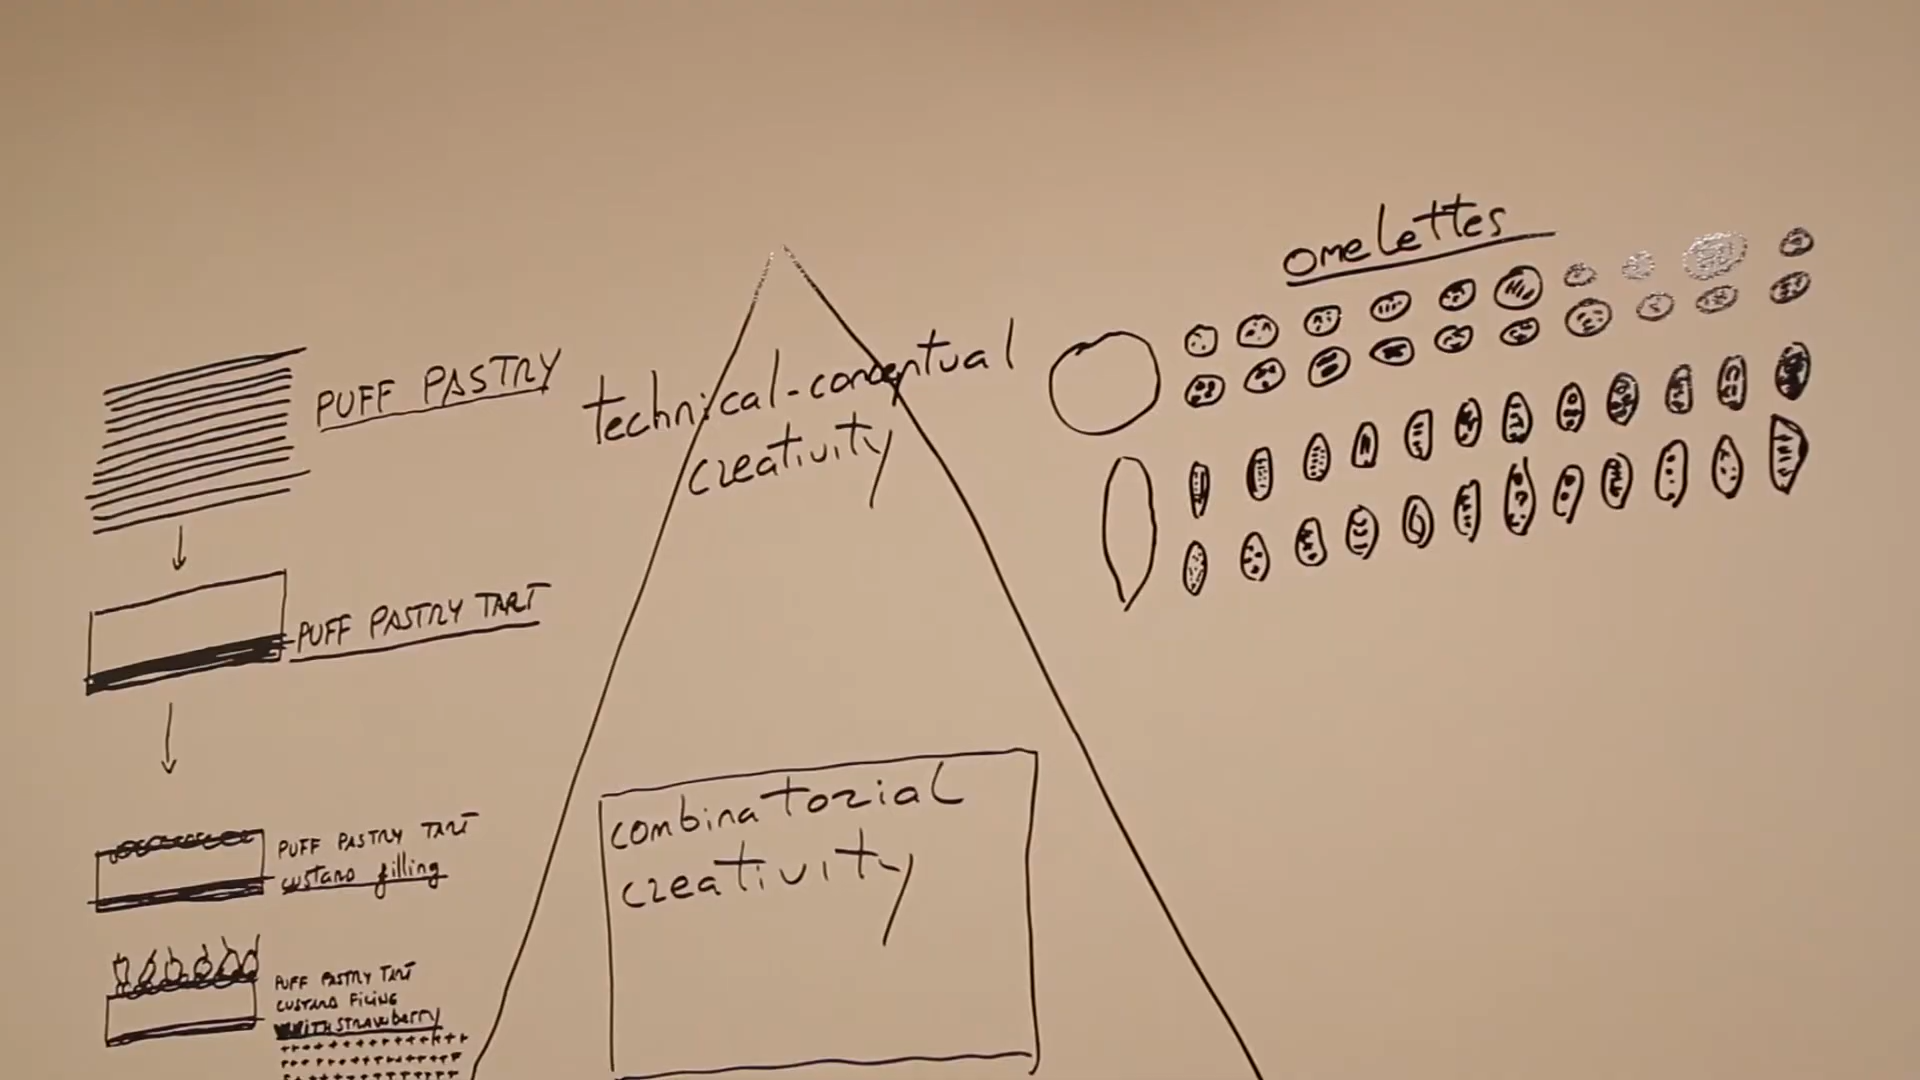 PUFF PASTRY
PUFF PASTRY TART
PUFF PASTRY TART
custard filling
PUFF PASTRY TART
CUSTARD FILING
WITH STRAWBERRY
technical-conceptual
creativity
combinatorial
creativity
omelettes